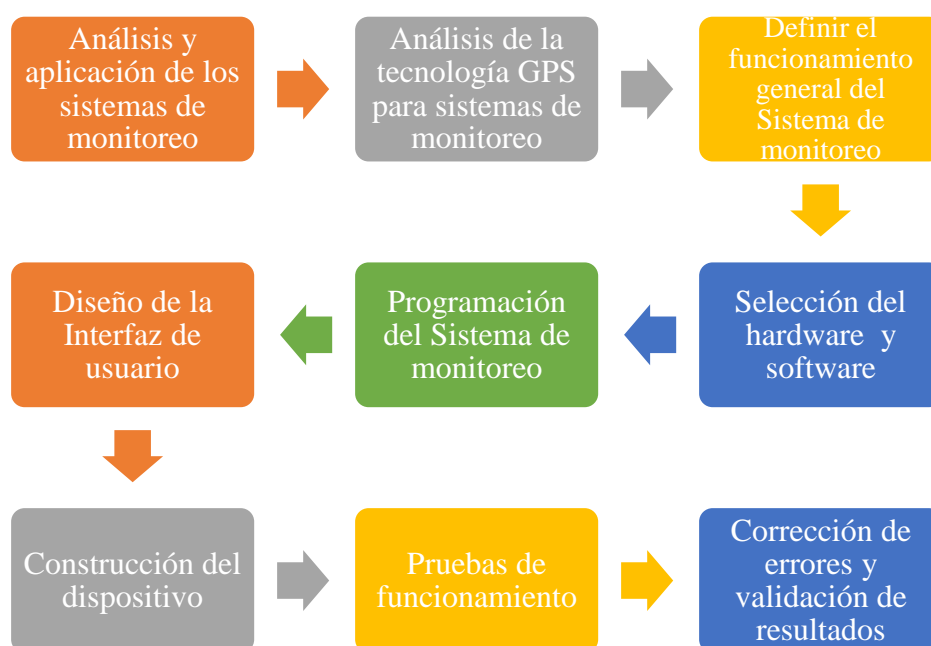 Análisis y
aplicación de los
sistemas de
monitoreo
Análisis de la
tecnología GPS
para sistemas de
monitoreo
Definir el
funcionamiento
general del
Sistema de
monitoreo
Selección del
hardware y
software
Programación
del Sistema de
monitoreo
Diseño de la
Interfaz de
usuario
Construcción del
dispositivo
Pruebas de
funcionamiento
Corrección de
errores y
validación de
resultados